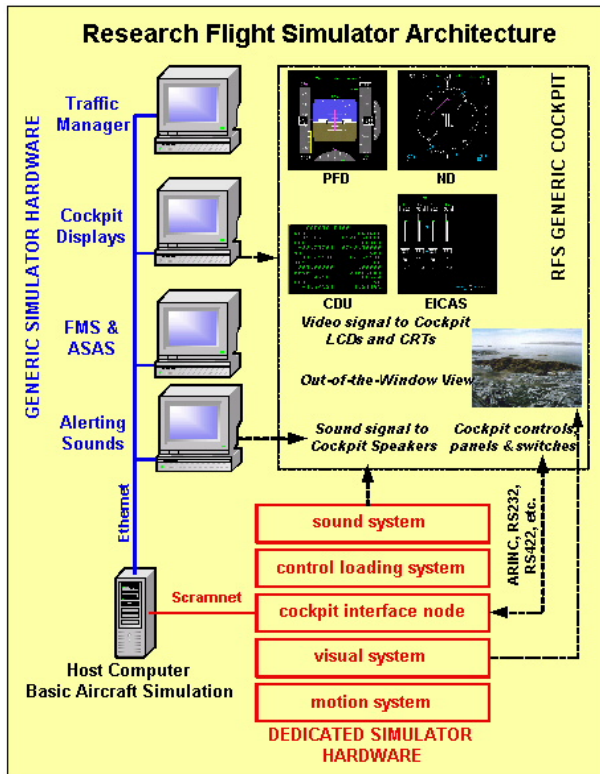 Research Flight Simulator Architecture
GENERIC SIMULATOR HARDWARE
Traffic
Manager
Cockpit
Displays
FMS &
ASAS
Alerting
Sounds
Ethernet
RFS GENERIC COCKPIT
PFD
ND
CDU
EICAS
Video signal to Cockpit
LCDs and CRTs
Out-of-the-Window View
Sound signal to
Cockpit Speakers
Cockpit controls,
panels & switches
ARINC, RS232,
RS422, etc.
sound system
control loading system
Scramnet
cockpit interface node
visual system
motion system
Host Computer
Basic Aircraft Simulation
DEDICATED SIMULATOR
HARDWARE